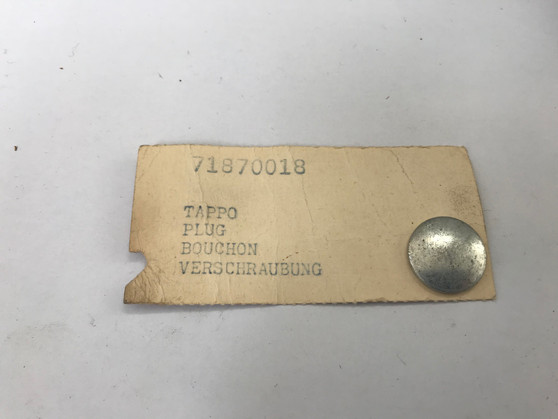 71870018
TAPPO
PLUG
BOUCHON
VERSCHRAUBUNG